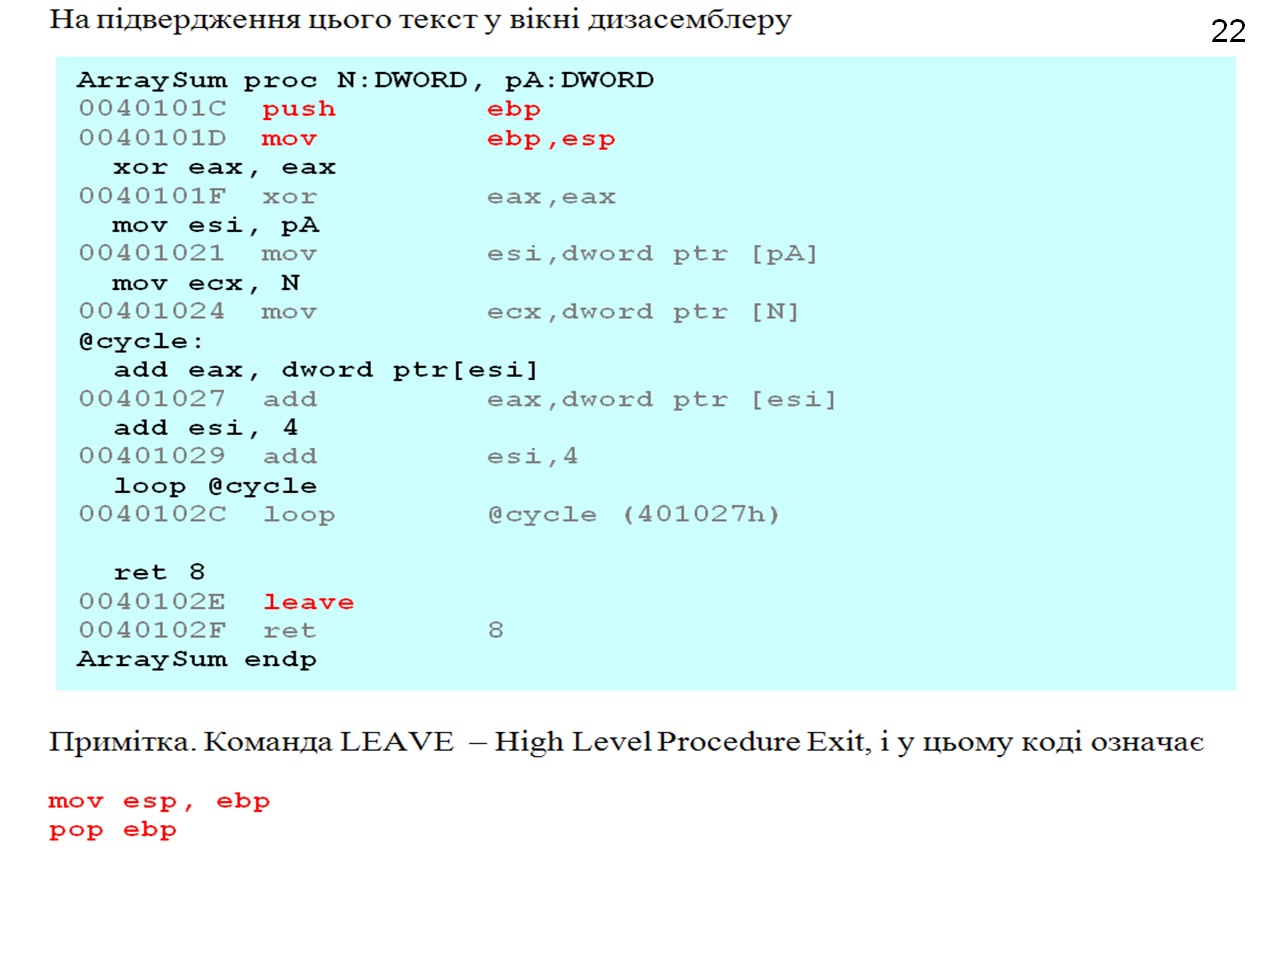 На підвердження цього текст у вікні дизасемблеру
22
ArraySum proc N:DWORD, pA:DWORD
0040101C push ebp
0040101D mov ebp,esp
xor eax, eax
0040101F xor eax,eax
mov esi, pA
00401021 mov esi,dword ptr [pA]
mov ecx, N
00401024 mov ecx,dword ptr [N]
@cycle:
add eax, dword ptr[esi]
00401027 add eax,dword ptr [esi]
add esi, 4
00401029 add esi,4
loop @cycle
0040102C loop @cycle (401027h)
ret 8
0040102E leave
0040102F ret 8
ArraySum endp
Примітка. Команда LEAVE – High Level Procedure Exit, і у цьому коді означає
mov esp, ebp
pop ebp